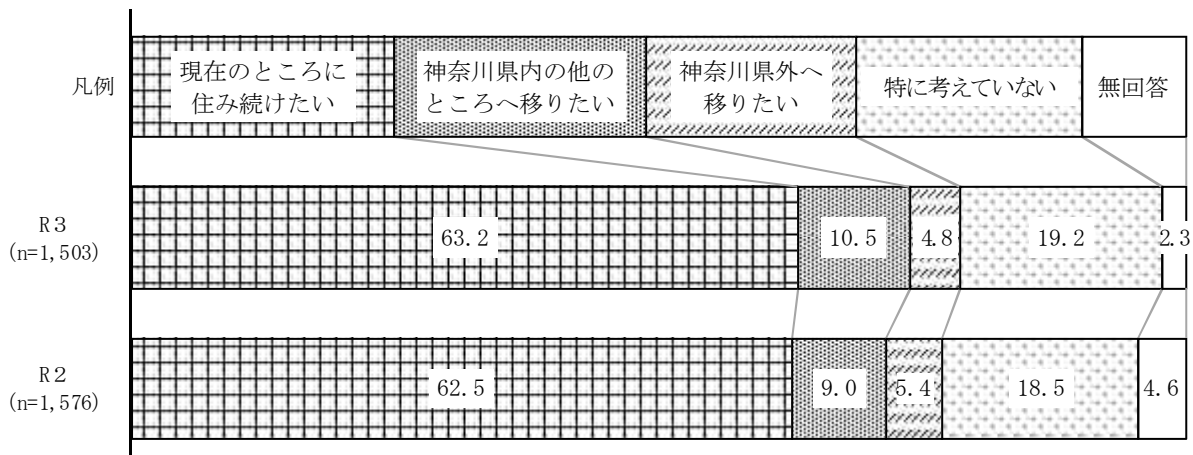 凡例
現在のところに
住み続けたい
神奈川県内の他の
ところへ移りたい
神奈川県外へ
移りたい
特に考えていない
無回答
R3
(n=1,503)
63.2
10.5
4.8
19.2
2.3
R2
(n=1,576)
62.5
9.0
5.4
18.5
4.6